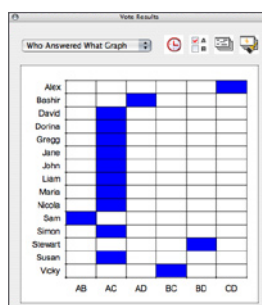 Vote Results
Who Answered What Graph
A
B
Alex
Bashir
David
Dorina
Gregg
Jane
John
Liam
Maria
Nicola
Sam
Simon
Stewart
Susan
Vicky
AB AC AD BC BD CD